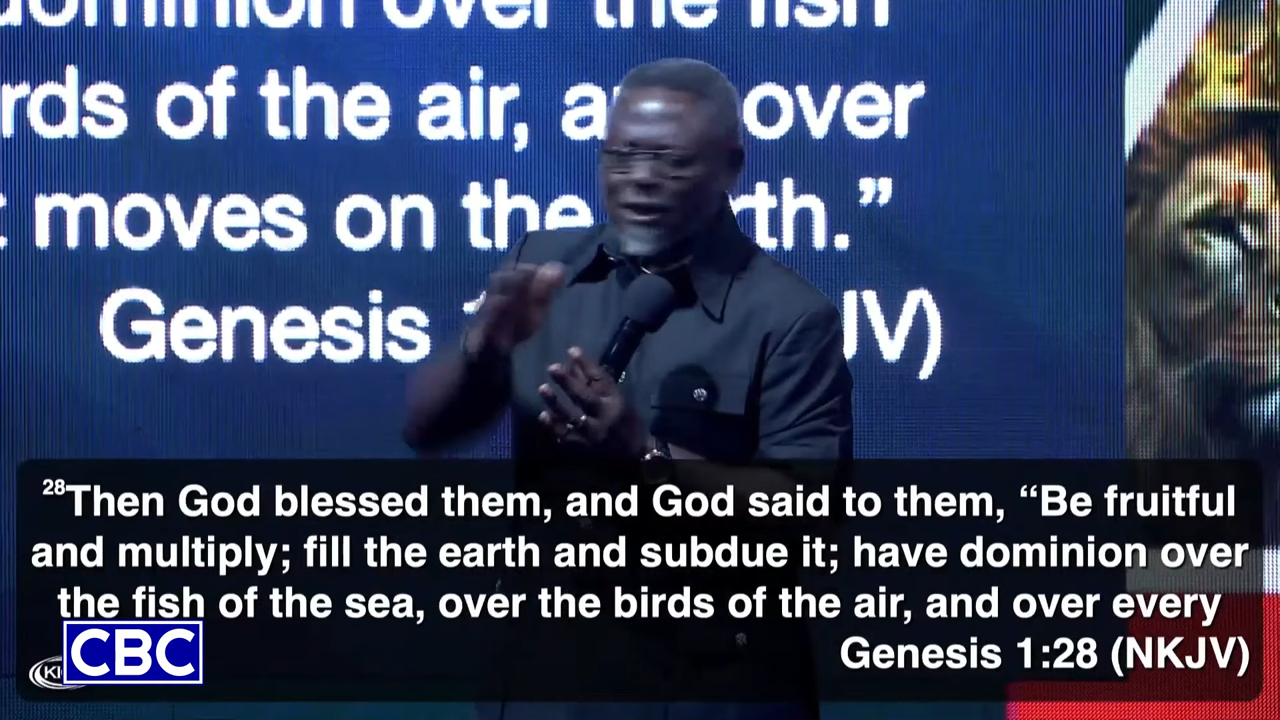 dominion over the fish
rds of the air, a over
moves on the rth.”
Genesis JV)
28Then God blessed them, and God said to them, “Be fruitful
and multiply; fill the earth and subdue it; have dominion over
the fish of the sea, over the birds of the air, and over every
Genesis 1:28 (NKJV)
CBC
KI